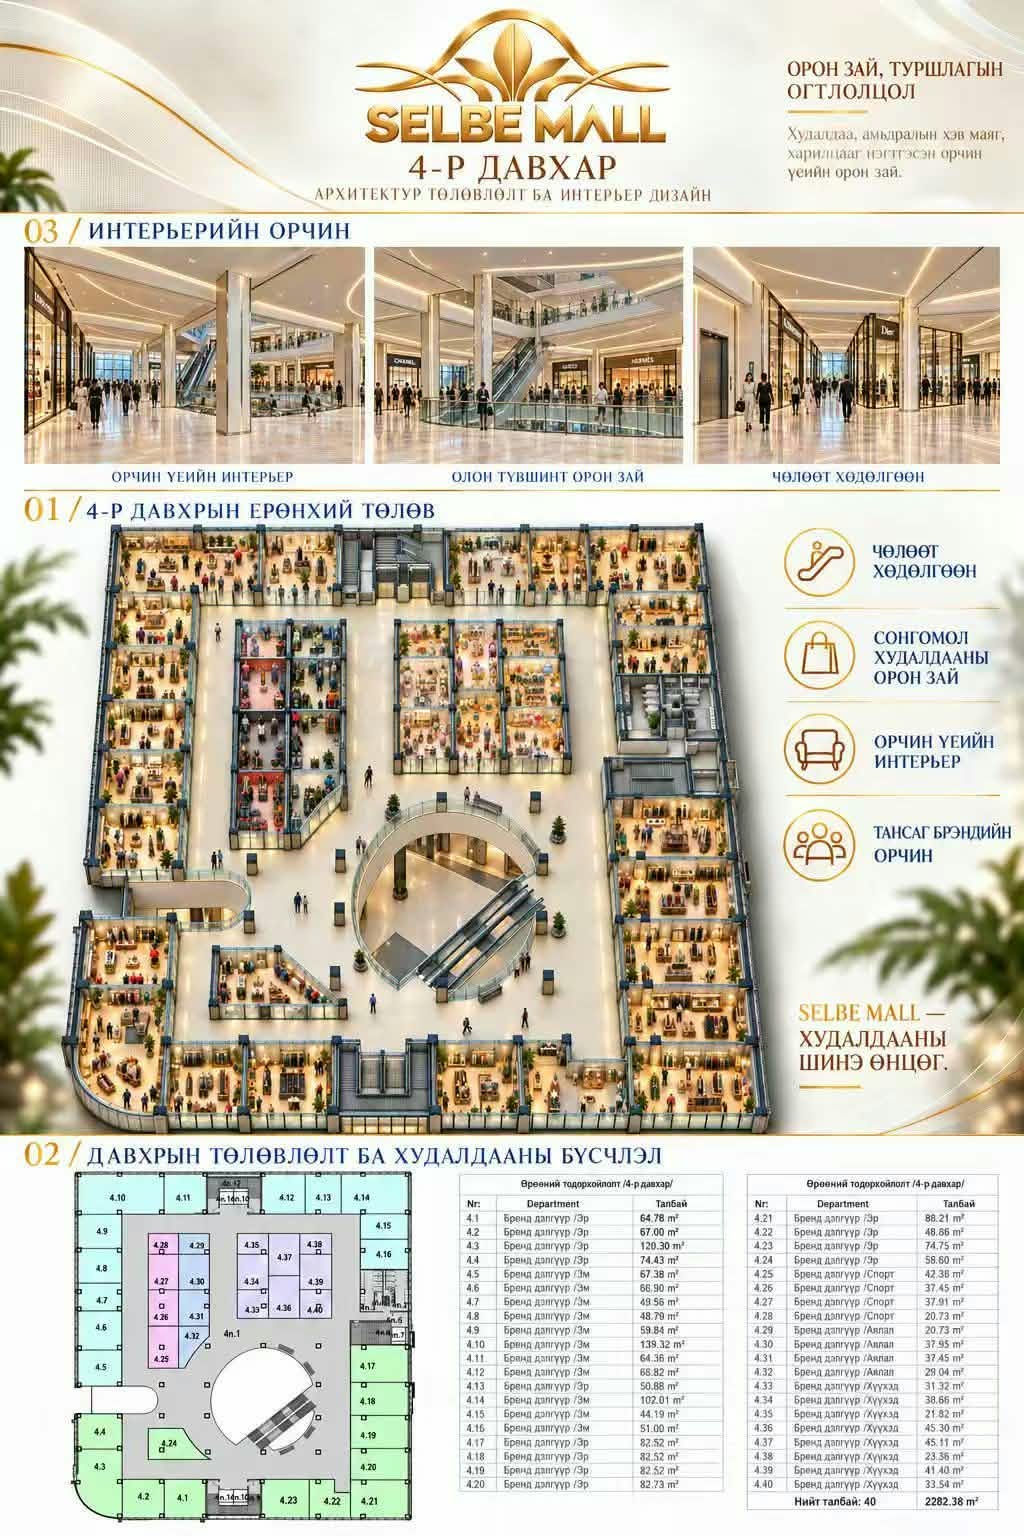 SELBE MALL
4-Р ДАВХАР
АРХИТЕКТУР ТӨЛӨВЛӨЛТ БА ИНТЕРЬЕР ДИЗАЙН
ОРОН ЗАЙ, ТУРШЛАГЫН
ОГТЛОЛЦОЛ
Худалдаа, амьдралын хэв маяг,
харилцааг нэгтгэсэн орчин
үеийн орон зай.
03 / ИНТЕРЬЕРИЙН ОРЧИН
CHANEL
GUCCI
HERMÈS
Dior
ОРЧИН ҮЕИЙН ИНТЕРЬЕР
ОЛОН ТҮВШИНТ ОРОН ЗАЙ
ЧӨЛӨӨТ ХӨДӨЛГӨӨН
01 / 4-Р ДАВХРЫН ЕРӨНХИЙ ТӨЛӨВ
ЧӨЛӨӨТ
ХӨДӨЛГӨӨН
СОНГОМОЛ
ХУДАЛДААНЫ
ОРОН ЗАЙ
ОРЧИН ҮЕИЙН
ИНТЕРЬЕР
ТАНСАГ БРЭНДИЙН
ОРЧИН
SELBE MALL —
ХУДАЛДААНЫ
ШИНЭ ӨНЦӨГ.
02 / ДАВХРЫН ТӨЛӨВЛӨЛТ БА ХУДАЛДААНЫ БҮСЧЛЭЛ
4.10 4.11 4.12 4.13 4.14
4.9 4.15
4.28 4.29 4.35 4.37 4.38
4.8 4.16
4.27 4.30 4.34 4.39
4.7
4.26 4.31 4.33 4.36 4.40
4.6 4.32 4п.1
4.5 4.25 4.17
4.18
4.4 4.24 4.19
4.3 4.20
4.2 4.1 4.23 4.22 4.21
Өрөөний тодорхойлолт /4-р давхар/
Nr: Department Талбай
4.1 Бренд дэлгүүр /Эр 64.78 m²
4.2 Бренд дэлгүүр /Эр 67.00 m²
4.3 Бренд дэлгүүр /Эр 120.30 m²
4.4 Бренд дэлгүүр /Эр 74.43 m²
4.5 Бренд дэлгүүр /Эм 67.38 m²
4.6 Бренд дэлгүүр /Эм 66.90 m²
4.7 Бренд дэлгүүр /Эм 49.56 m²
4.8 Бренд дэлгүүр /Эм 48.79 m²
4.9 Бренд дэлгүүр /Эм 59.84 m²
4.10 Бренд дэлгүүр /Эм 139.32 m²
4.11 Бренд дэлгүүр /Эм 64.36 m²
4.12 Бренд дэлгүүр /Эм 66.82 m²
4.13 Бренд дэлгүүр /Эр 50.88 m²
4.14 Бренд дэлгүүр /Эм 102.01 m²
4.15 Бренд дэлгүүр /Эм 44.19 m²
4.16 Бренд дэлгүүр /Эм 51.00 m²
4.17 Бренд дэлгүүр /Эр 82.52 m²
4.18 Бренд дэлгүүр /Эр 82.52 m²
4.19 Бренд дэлгүүр /Эр 82.52 m²
4.20 Бренд дэлгүүр /Эр 82.73 m²
Өрөөний тодорхойлолт /4-р давхар/
Nr: Department Талбай
4.21 Бренд дэлгүүр /Эр 88.21 m²
4.22 Бренд дэлгүүр /Эр 48.66 m²
4.23 Бренд дэлгүүр /Эр 74.75 m²
4.24 Бренд дэлгүүр /Эр 58.60 m²
4.25 Бренд дэлгүүр /Спорт 42.38 m²
4.26 Бренд дэлгүүр /Спорт 37.45 m²
4.27 Бренд дэлгүүр /Спорт 37.91 m²
4.28 Бренд дэлгүүр /Спорт 20.73 m²
4.29 Бренд дэлгүүр /Аялал 20.73 m²
4.30 Бренд дэлгүүр /Аялал 37.95 m²
4.31 Бренд дэлгүүр /Аялал 37.45 m²
4.32 Бренд дэлгүүр /Аялал 29.04 m²
4.33 Бренд дэлгүүр /Хүүхэд 31.32 m²
4.34 Бренд дэлгүүр /Хүүхэд 38.66 m²
4.35 Бренд дэлгүүр /Хүүхэд 21.82 m²
4.36 Бренд дэлгүүр /Хүүхэд 45.30 m²
4.37 Бренд дэлгүүр /Хүүхэд 45.11 m²
4.38 Бренд дэлгүүр /Хүүхэд 23.36 m²
4.39 Бренд дэлгүүр /Хүүхэд 41.40 m²
4.40 Бренд дэлгүүр /Хүүхэд 33.54 m²
Нийт талбай: 40 2282.38 m²